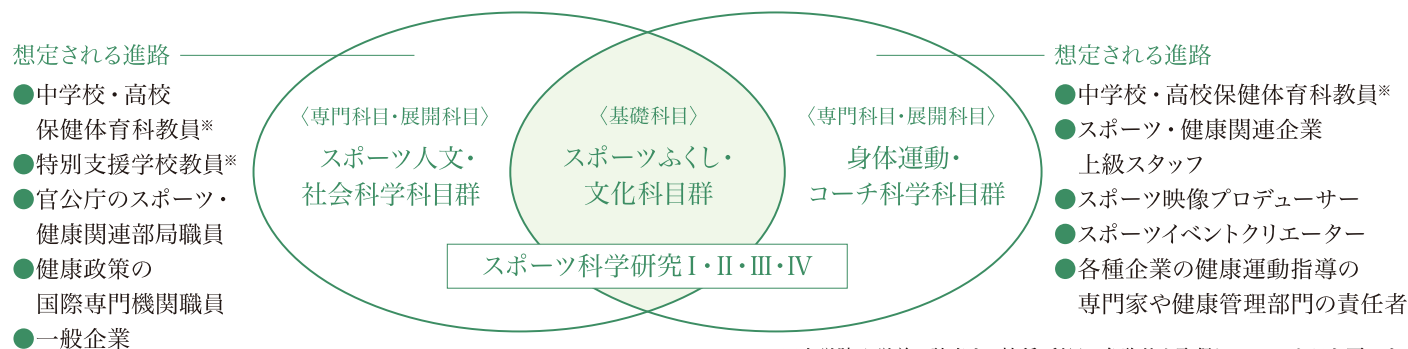 想定される進路
●中学校・高校
保健体育科教員※
●特別支援学校教員※
●官公庁のスポーツ・
健康関連部局職員
●健康政策の
国際専門機関職員
●一般企業
〈専門科目・展開科目〉
スポーツ人文・
社会科学科目群
〈基礎科目〉
スポーツふくし・
文化科目群
〈専門科目・展開科目〉
身体運動・
コーチ科学科目群
スポーツ科学研究Ⅰ・Ⅱ・Ⅲ・Ⅳ
想定される進路
●中学校・高校保健体育科教員※
●スポーツ・健康関連企業
上級スタッフ
●スポーツ映像プロデューサー
●スポーツイベントクリエーター
●各種企業の健康運動指導の
専門家や健康管理部門の責任者